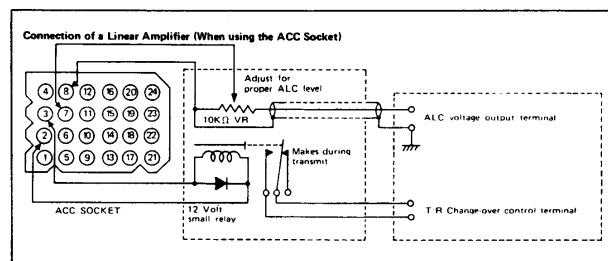 Connection of a Linear Amplifier (When using the ACC Socket)
4 8 12 16 20 24
3 7 11 15 19 23
2 6 10 14 18 22
1 5 9 13 17 21
ACC SOCKET
Adjust for
proper ALC level
10KΩ VR
Makes during
transmit
12 Volt
small relay
ALC voltage output terminal
T/R Change-over control terminal